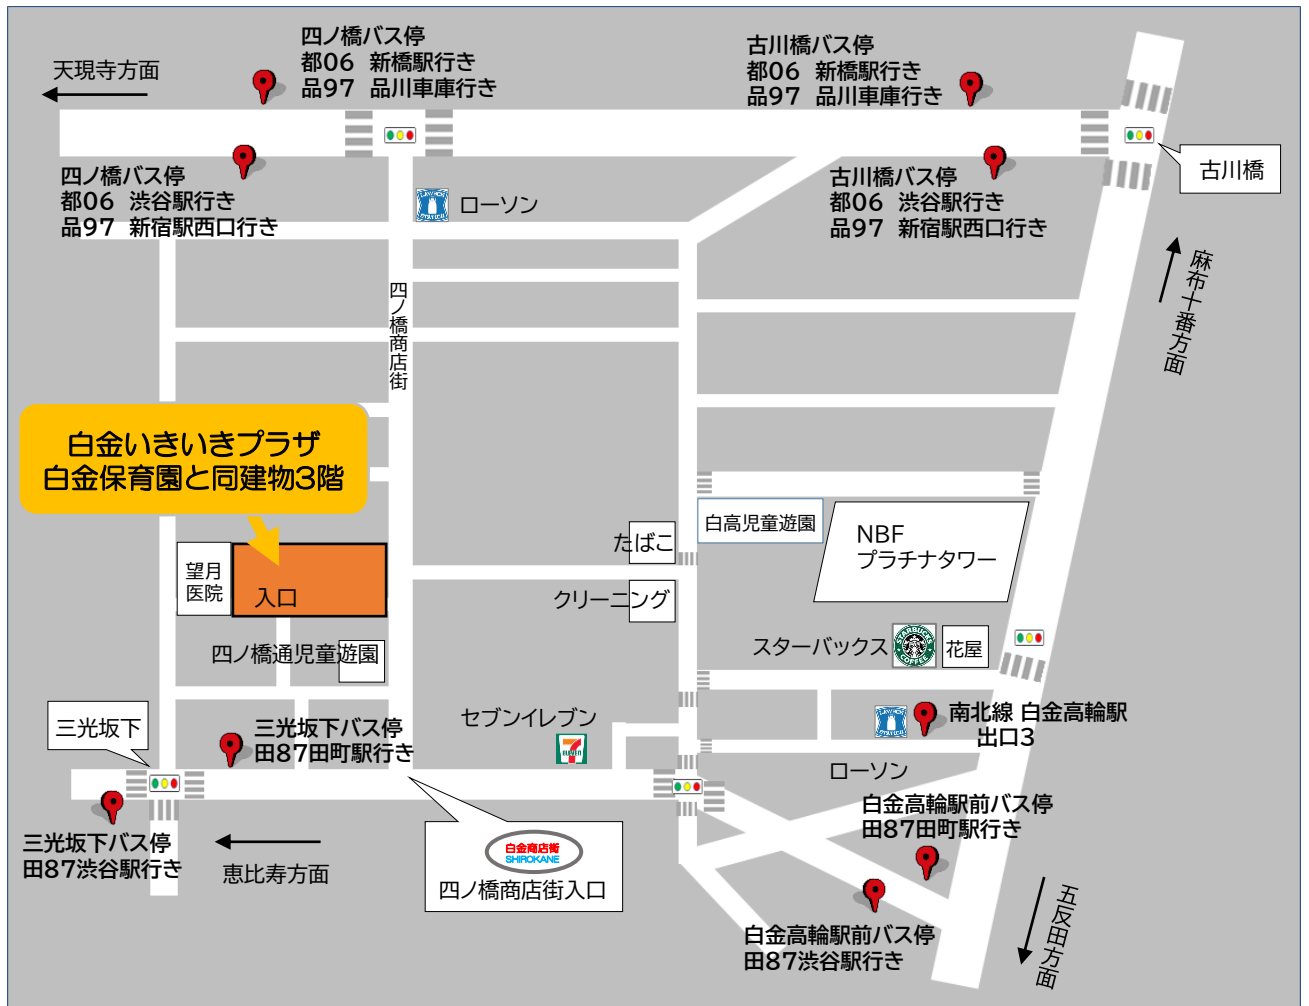 四ノ橋バス停
都06 新橋駅行き
品97 品川車庫行き
古川橋バス停
都06 新橋駅行き
品97 品川車庫行き
天現寺方面
四ノ橋バス停
都06 渋谷駅行き
品97 新宿駅西口行き
古川橋バス停
都06 渋谷駅行き
品97 新宿駅西口行き
古川橋
LAWSON
STATION
ローソン
麻布十番方面
四ノ橋商店街
白金いきいきプラザ
白金保育園と同建物3階
白高児童遊園
NBF
プラチナタワー
たばこ
望月
医院
入口
クリーニング
四ノ橋通児童遊園
スターバックス
STARBUCKS
COFFEE
花屋
三光坂下
三光坂下バス停
田87田町駅行き
セブンイレブン
7
ELEVEN
LAWSON
STATION
南北線 白金高輪駅
出口3
ローソン
白金高輪駅前バス停
田87田町駅行き
三光坂下バス停
田87渋谷駅行き
恵比寿方面
白金商店街
SHIROKANE
四ノ橋商店街入口
五反田方面
白金高輪駅前バス停
田87渋谷駅行き